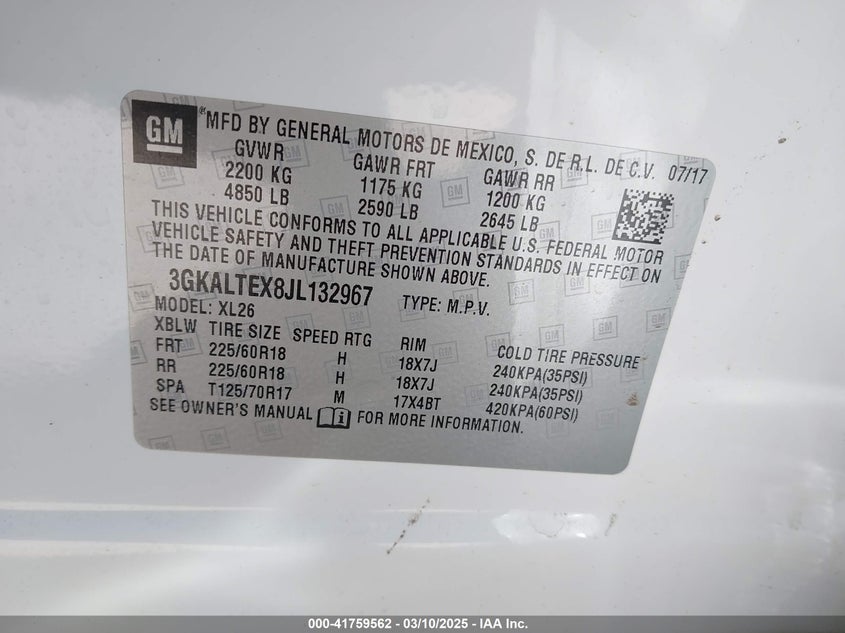 GM
® MFD BY GENERAL MOTORS DE MEXICO, S. DE R.L. DE C.V. 07/17
GVWR GAWR FRT GAWR RR
2200 KG 1175 KG 1200 KG
4850 LB 2590 LB 2645 LB
THIS VEHICLE CONFORMS TO ALL APPLICABLE U.S. FEDERAL MOTOR
VEHICLE SAFETY AND THEFT PREVENTION STANDARDS IN EFFECT ON
THE DATE OF MANUFACTURE SHOWN ABOVE.
3GKALTEX8JL132967 TYPE: M.P.V.
MODEL: XL26
XBLW TIRE SIZE SPEED RTG RIM COLD TIRE PRESSURE
FRT 225/60R18 H 18X7J 240KPA(35PSI)
RR 225/60R18 H 18X7J 240KPA(35PSI)
SPA T125/70R17 M 17X4BT 420KPA(60PSI)
SEE OWNER'S MANUAL i FOR MORE INFORMATION.
000-41759562 — 03/10/2025 — IAAI.COM